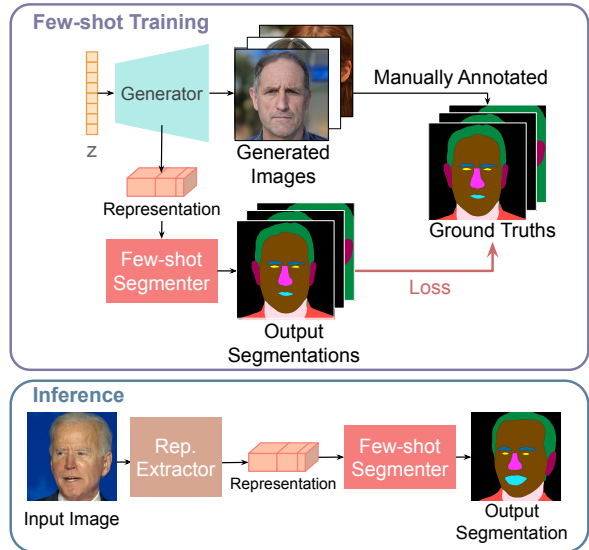 Few-shot Training
Generator
z
Generated
Images
Manually Annotated
Ground Truths
Representation
Few-shot
Segmenter
Output
Segmentations
Loss
Inference
Input Image
Rep.
Extractor
Representation
Few-shot
Segmenter
Output
Segmentation